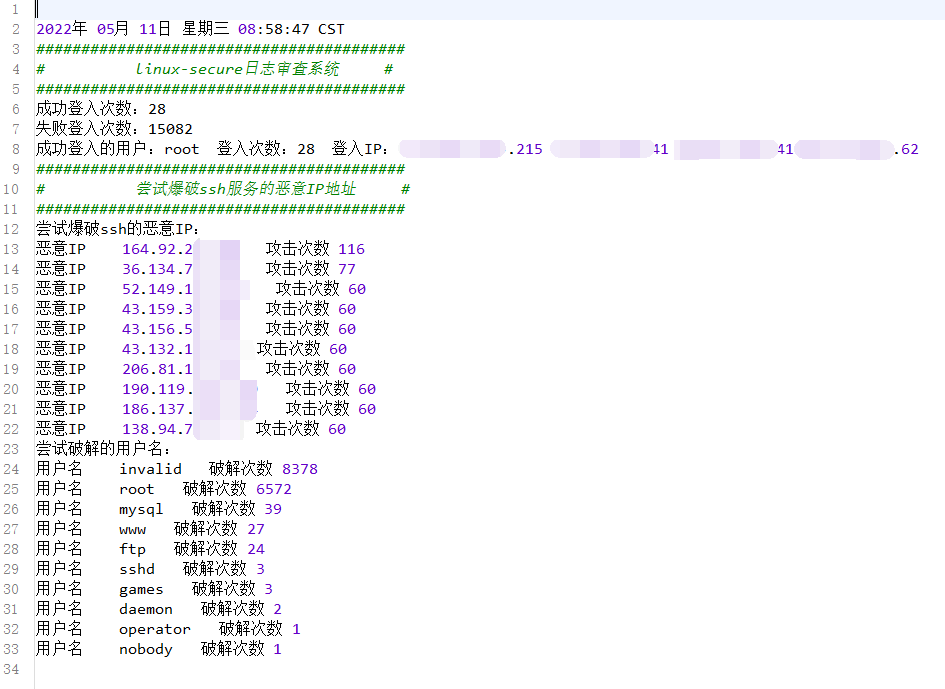 1
2 2022年 05月 11日 星期三 08:58:47 CST
3 #########################################
4 # linux-secure日志审查系统 #
5 #########################################
6 成功登入次数：28
7 失败登入次数：15082
8 成功登入的用户：root 登入次数：28 登入IP： .215 41 41 .62
9 #########################################
10 # 尝试爆破ssh服务的恶意IP地址 #
11 #########################################
12 尝试爆破ssh的恶意IP：
13 恶意IP 164.92.2 攻击次数 116
14 恶意IP 36.134.7 攻击次数 77
15 恶意IP 52.149.1 攻击次数 60
16 恶意IP 43.159.3 攻击次数 60
17 恶意IP 43.156.5 攻击次数 60
18 恶意IP 43.132.1 攻击次数 60
19 恶意IP 206.81.1 攻击次数 60
20 恶意IP 190.119. 攻击次数 60
21 恶意IP 186.137. 攻击次数 60
22 恶意IP 138.94.7 攻击次数 60
23 尝试破解的用户名：
24 用户名 invalid 破解次数 8378
25 用户名 root 破解次数 6572
26 用户名 mysql 破解次数 39
27 用户名 www 破解次数 27
28 用户名 ftp 破解次数 24
29 用户名 sshd 破解次数 3
30 用户名 games 破解次数 3
31 用户名 daemon 破解次数 2
32 用户名 operator 破解次数 1
33 用户名 nobody 破解次数 1
34